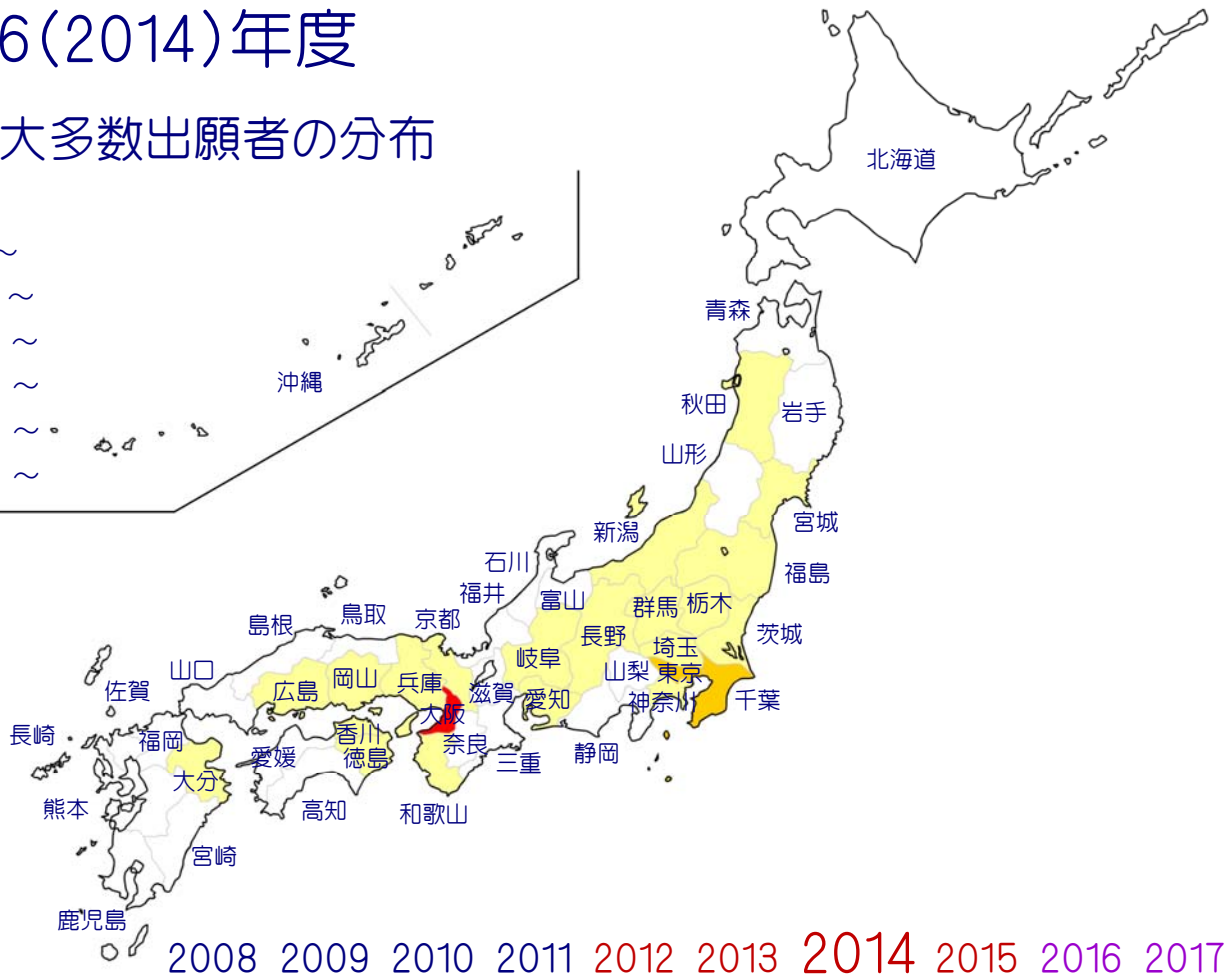 6(2014)年度
大多数出願者の分布
～
～
～
～
～
～
北海道
青森
沖縄
秋田
岩手
山形
宮城
新潟
石川
福島
福井
富山
群馬
栃木
鳥取
京都
島根
長野
茨城
埼玉
岐阜
山口
山梨
東京
佐賀
広島
岡山
兵庫
滋賀
愛知
神奈川
千葉
大阪
長崎
福岡
香川
奈良
愛媛
徳島
三重
静岡
大分
熊本
高知
和歌山
宮崎
鹿児島
2008 2009 2010 2011 2012 2013 2014 2015 2016 2017